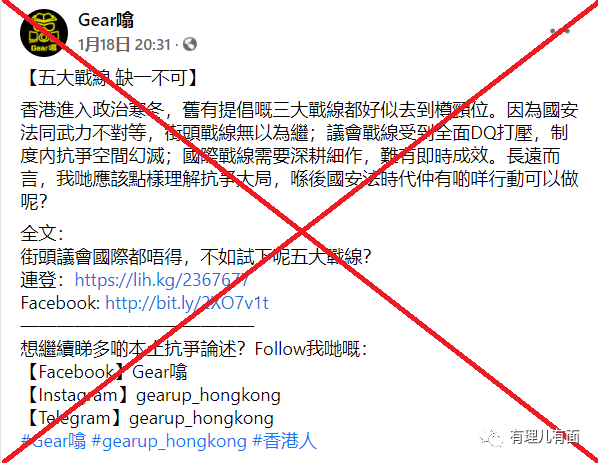 Gear噏
1月18日 20:31 ·
【五大戰線 缺一不可】
香港進入政治寒冬，舊有提倡嘅三大戰線都好似去到樽頸位。因為國安
法同武力不對等，街頭戰線無以為繼；議會戰線受到全面DQ打壓，制
度內抗爭空間幻滅；國際戰線需要深耕細作，難有即時成效。長遠而
言，我哋應該點樣理解抗爭大局，喺後國安法時代仲有啲咩行動可以做
呢？
全文：
街頭議會國際都唔得，不如試下呢五大戰線？
連登：https://lih.kg/2367677
Facebook: http://bit.ly/2XO7v1t
想繼續睇多啲本土抗爭論述？Follow我哋嘅：
【Facebook】Gear噏
【Instagram】gearup_hongkong
【Telegram】gearup_hongkong
#Gear噏 #gearup_hongkong #香港人
有理儿有面